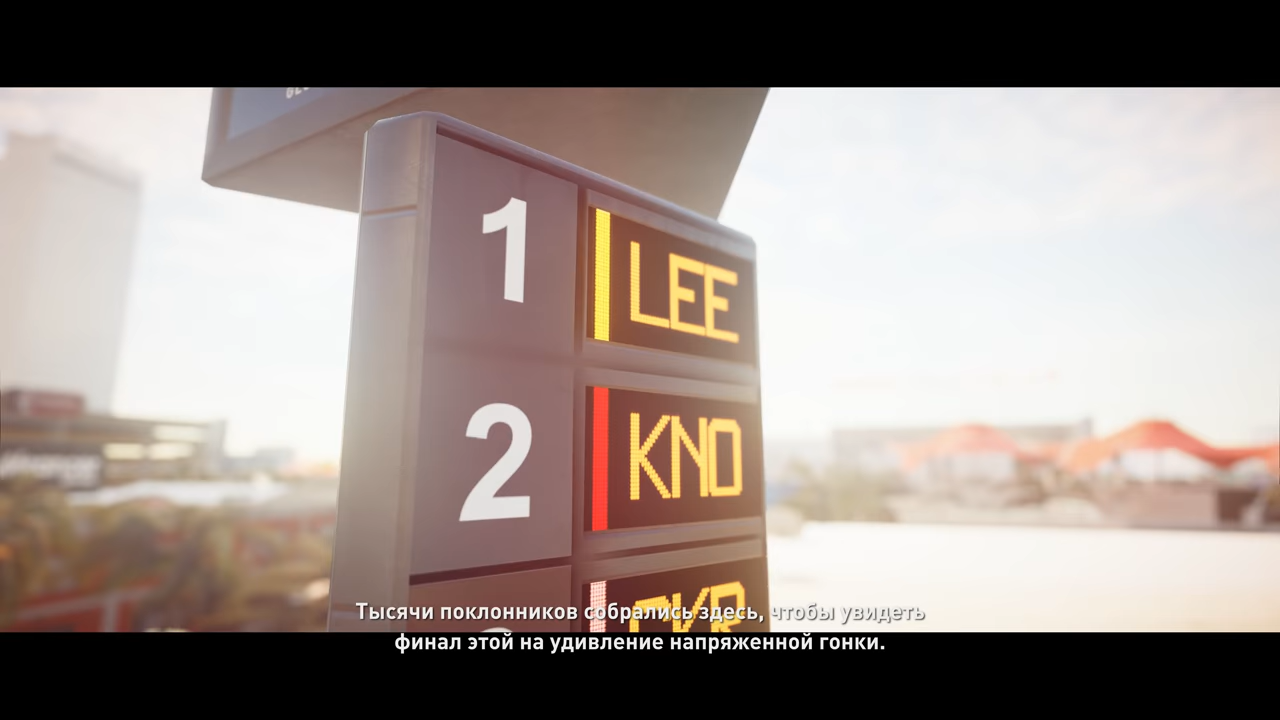 1 LEE
2 KNO
Тысячи поклонников собрались здесь, чтобы увидеть
финал этой на удивление напряженной гонки.